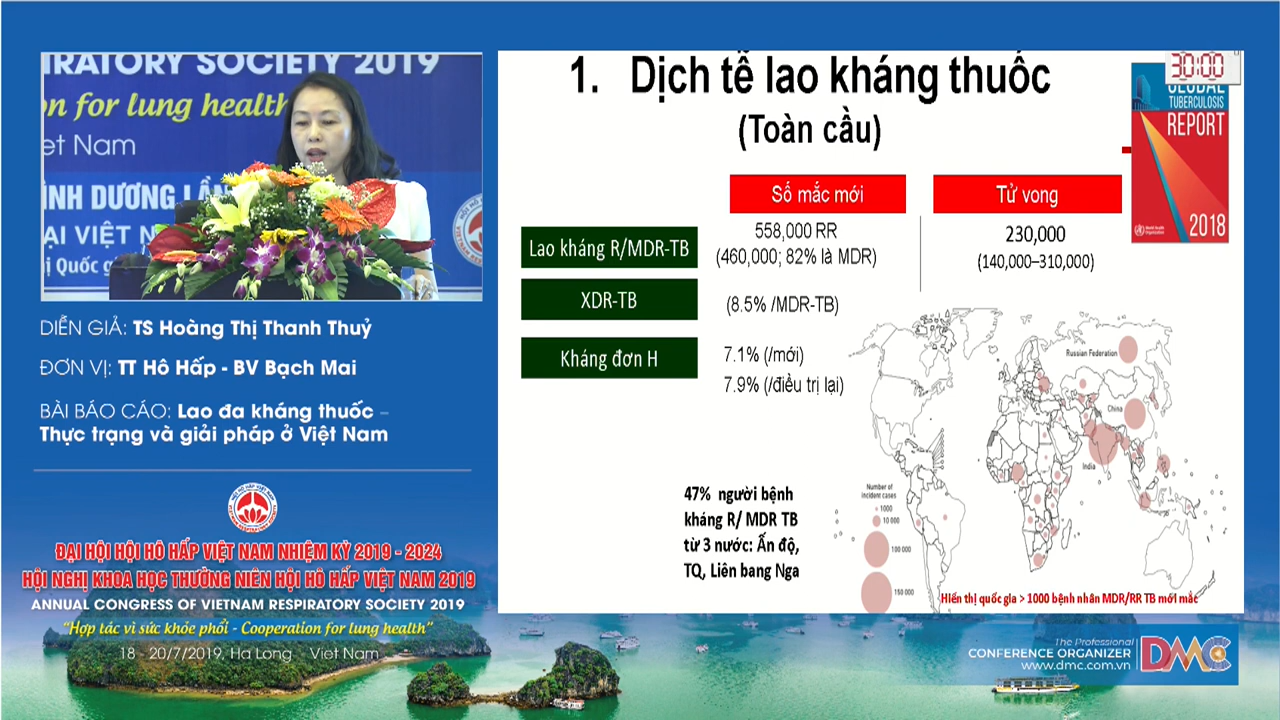 RATORY SOCIETY 2019
on for lung health
et Nam
ÌNH DƯƠNG LẦN
ẠI VIỆT N
ị Quốc gi
DIỄN GIẢ: TS Hoàng Thị Thanh Thuỷ
ĐƠN VỊ: TT Hô Hấp - BV Bạch Mai
BÀI BÁO CÁO: Lao đa kháng thuốc –
Thực trạng và giải pháp ở Việt Nam
ĐẠI HỘI HỘI HÔ HẤP VIỆT NAM NHIỆM KỲ 2019 - 2024
HỘI NGHỊ KHOA HỌC THƯỜNG NIÊN HỘI HÔ HẤP VIỆT NAM 2019
ANNUAL CONGRESS OF VIETNAM RESPIRATORY SOCIETY 2019
"Hợp tác vì sức khỏe phổi - Cooperation for lung health"
18 - 20/7/2019, Ha Long - Viet Nam
1. Dịch tễ lao kháng thuốc
(Toàn cầu)
30:00
GLOBAL
TUBERCULOSIS
REPORT
2018
Số mắc mới
Tử vong
Lao kháng R/MDR-TB
558,000 RR
(460,000; 82% là MDR)
230,000
(140,000–310,000)
XDR-TB
(8.5% /MDR-TB)
Kháng đơn H
7.1% (/mới)
7.9% (/điều trị lại)
Russian Federation
China
India
Number of
incident cases
1000
10 000
100 000
150 000
47% người bệnh
kháng R/ MDR TB
từ 3 nước: Ấn độ,
TQ, Liên bang Nga
Hiển thị quốc gia > 1000 bệnh nhân MDR/RR TB mới mắc
The Professional
CONFERENCE ORGANIZER
www.dmc.com.vn
DMC